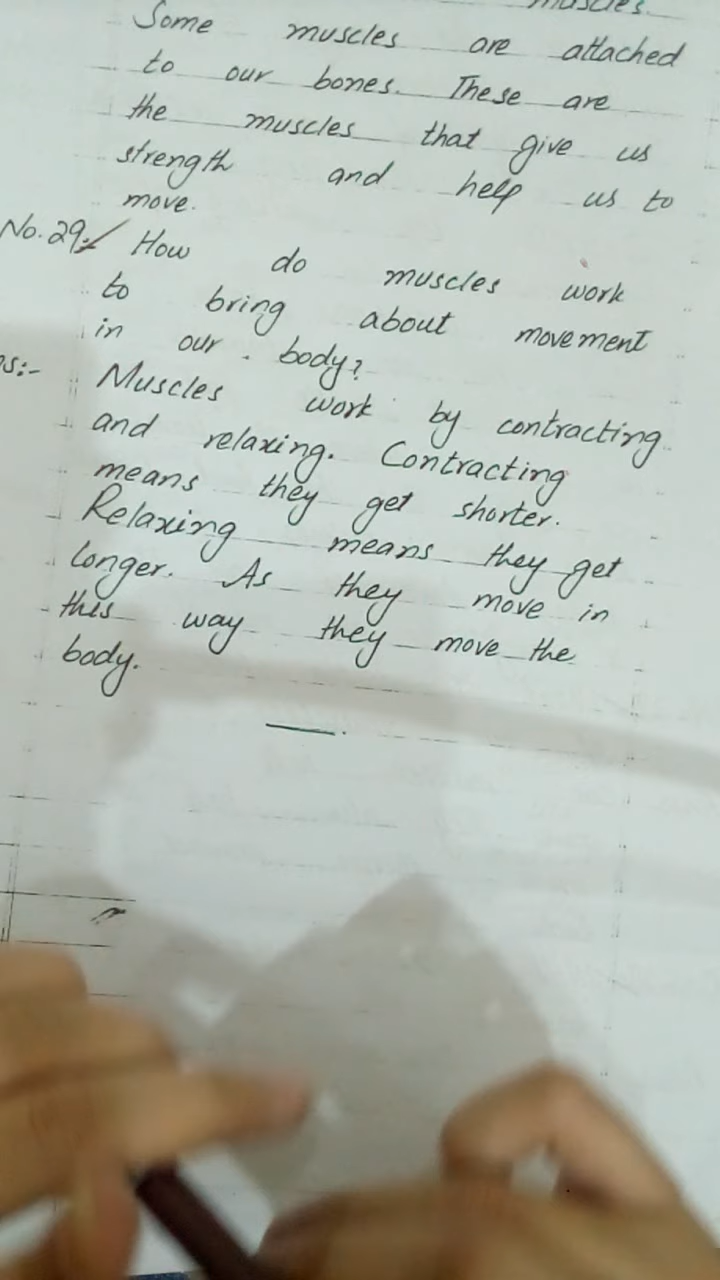 muscles.
Some muscles are attached
to our bones. These are
the muscles that give us
strength and help us to
move.
No.29:- How do muscles work
to bring about movement
in our body?
s:- Muscles work by contracting
and relaxing. Contracting
means they get shorter.
Relaxing means they get
longer. As they move in
this way they move the
body.